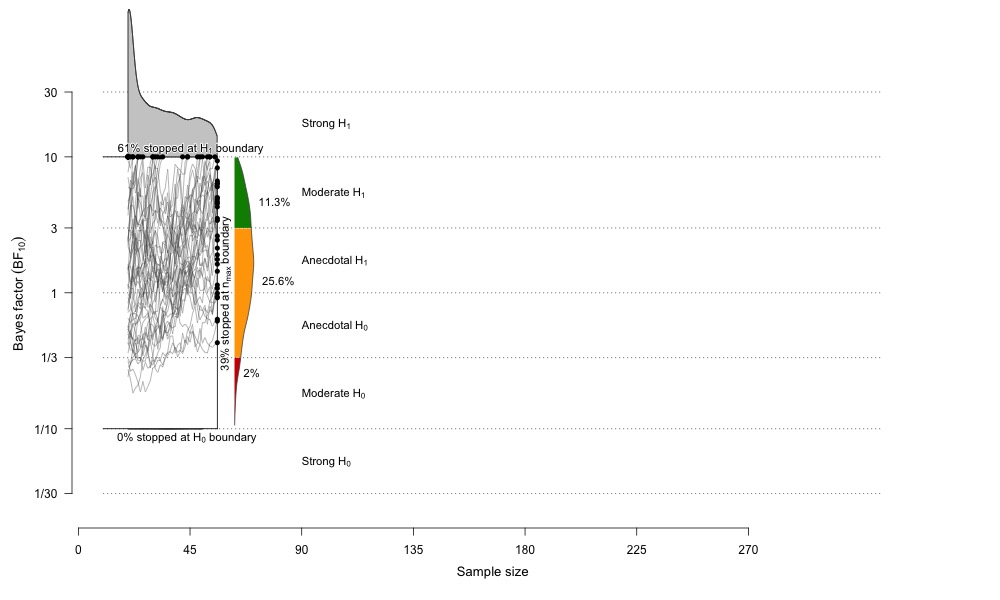 30
Strong H₁
61% stopped at H₁ boundary
10
Moderate H₁
11.3%
3
Anecdotal H₁
25.6%
39% stopped at nmax boundary
Bayes factor (BF₁₀)
1
Anecdotal H₀
1/3
2%
Moderate H₀
1/10
0% stopped at H₀ boundary
Strong H₀
1/30
0 45 90 135 180 225 270
Sample size